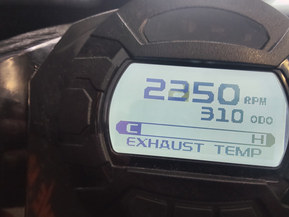 2350 RPM
310 ODO
C H
EXHAUST TEMP